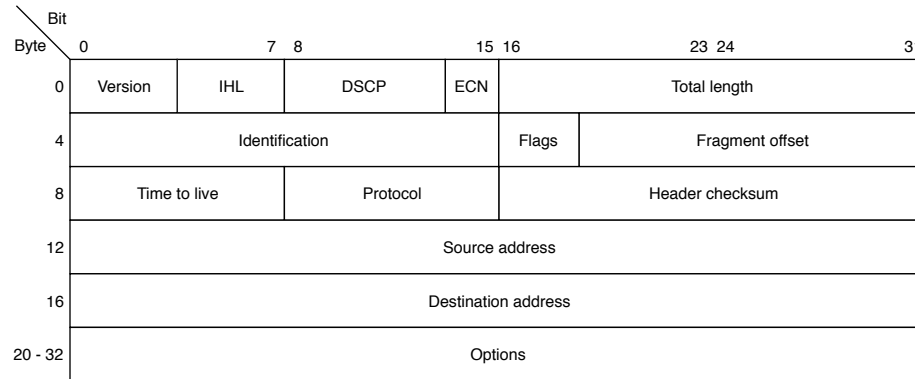 Bit
Byte 0 7 8 15 16 23 24 3
0 Version IHL DSCP ECN Total length
4 Identification Flags Fragment offset
8 Time to live Protocol Header checksum
12 Source address
16 Destination address
20 - 32 Options